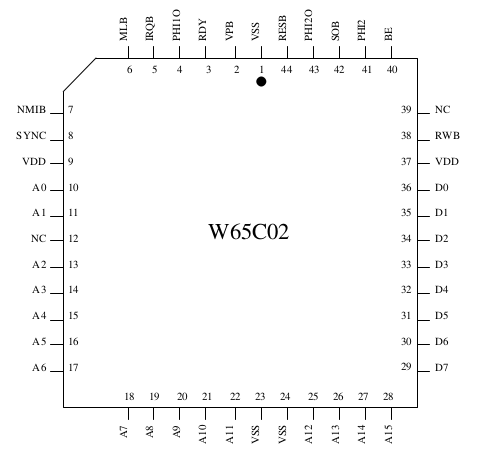 MLB IRQB PHI1O RDY VPB VSS RESB PHI2O SOB PHI2 BE
6 5 4 3 2 1 44 43 42 41 40
NMIB 7 39 NC
SYNC 8 38 RWB
VDD 9 37 VDD
A0 10 36 D0
A1 11 35 D1
NC 12 34 D2
W65C02
A2 13 33 D3
A3 14 32 D4
A4 15 31 D5
A5 16 30 D6
A6 17 29 D7
18 19 20 21 22 23 24 25 26 27 28
A7 A8 A9 A10 A11 VSS VSS A12 A13 A14 A15